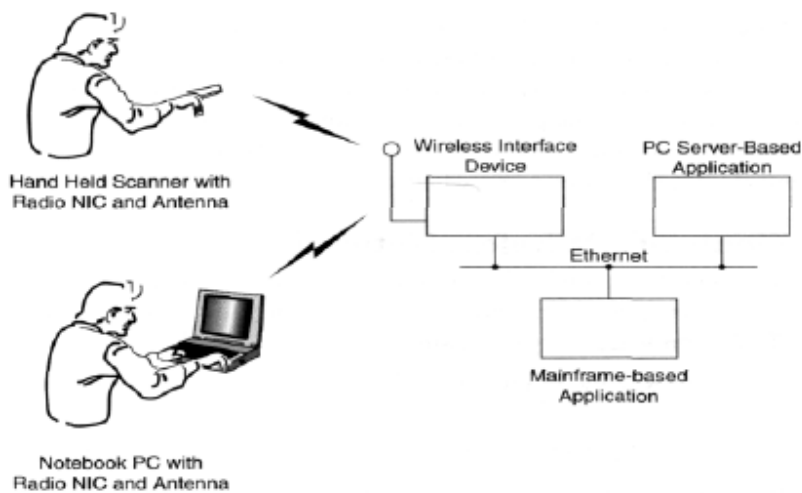 Hand Held Scanner with
Radio NIC and Antenna
Wireless Interface
Device
PC Server-Based
Application
Ethernet
Mainframe-based
Application
Notebook PC with
Radio NIC and Antenna